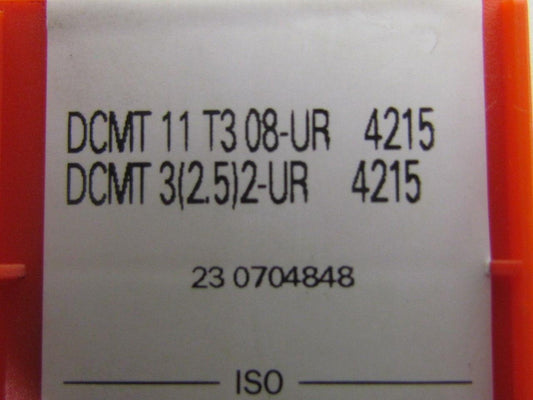 DCMT 11 T3 08-UR 4215
DCMT 3(2.5)2-UR 4215
23 0704848
ISO